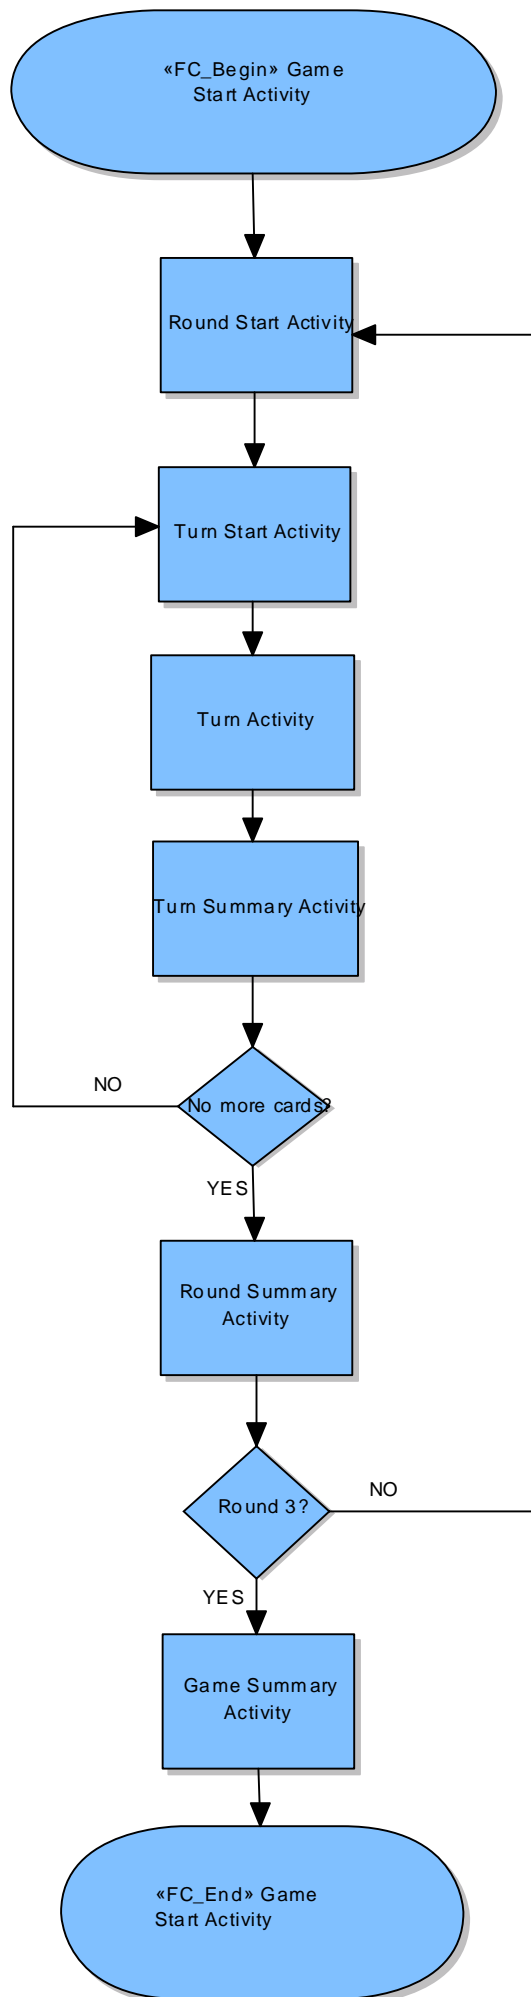 «FC_Begin» Game
Start Activity
Round Start Activity
Turn Start Activity
Turn Activity
Turn Summary Activity
NO
No more cards?
YES
Round Summary
Activity
NO
Round 3?
YES
Game Summary
Activity
«FC_End» Game
Start Activity